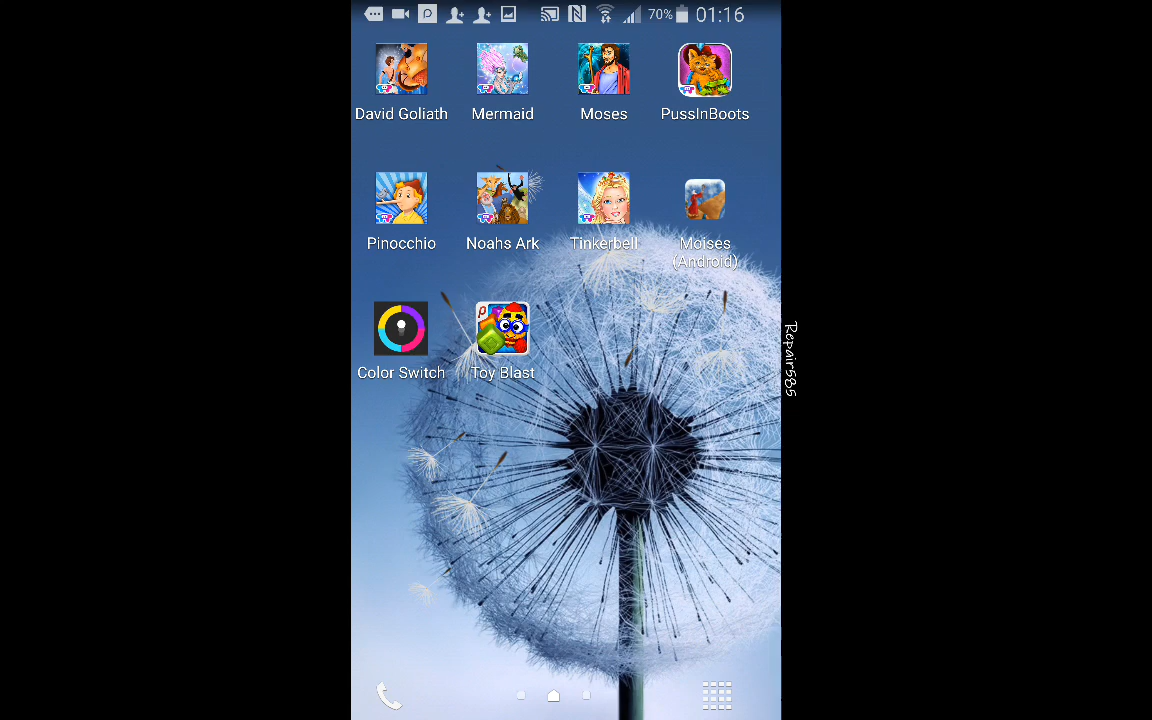 70% 01:16
David Goliath
Mermaid
Moses
PussInBoots
Pinocchio
Noahs Ark
Tinkerbell
Moises
(Android)
Color Switch
Toy Blast
Repair585